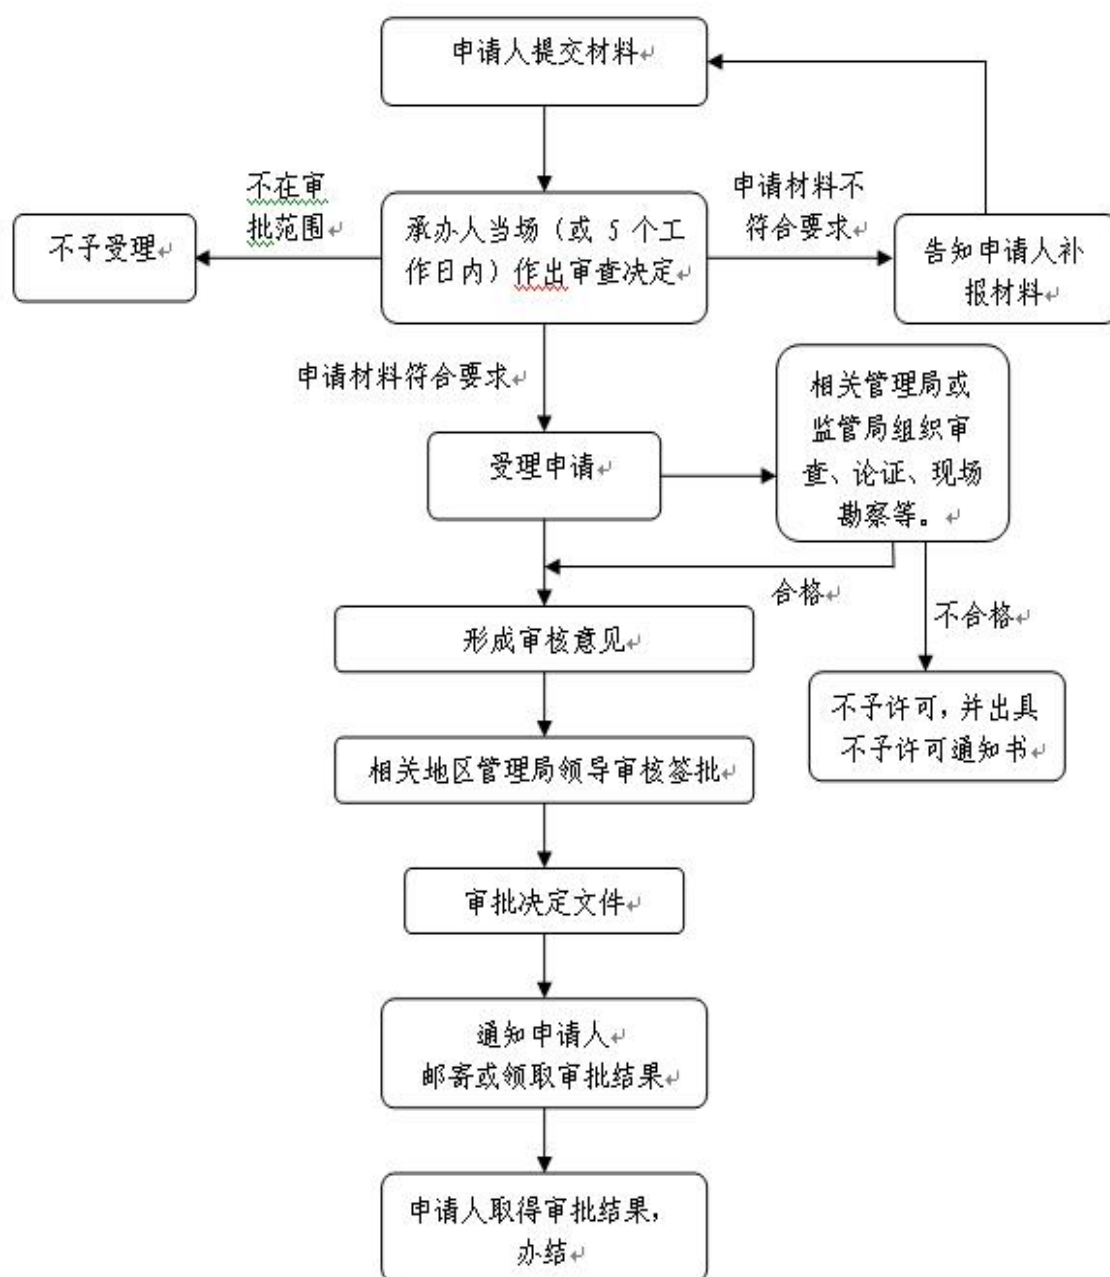 申请人提交材料
不在审
批范围
申请材料不
符合要求
不予受理
承办人当场（或 5 个工
作日内）作出审查决定
告知申请人补
报材料
申请材料符合要求
相关管理局或
监管局组织审
查、论证、现场
勘察等。
受理申请
合格
不合格
形成审核意见
不予许可，并出具
不予许可通知书
相关地区管理局领导审核签批
审批决定文件
通知申请人
邮寄或领取审批结果
申请人取得审批结果，
办结